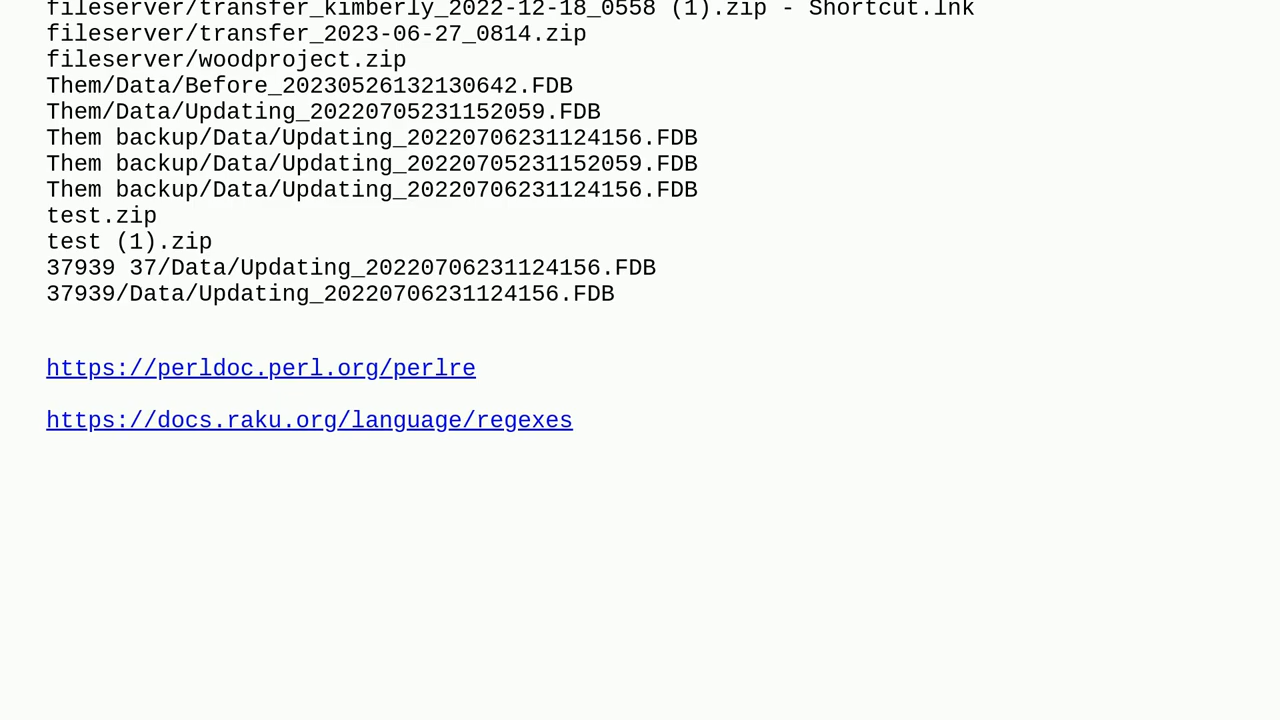 fileserver/transfer_kimberly_2022-12-18_0558 (1).zip - Shortcut.lnk
fileserver/transfer_2023-06-27_0814.zip
fileserver/woodproject.zip
Them/Data/Before_20230526132130642.FDB
Them/Data/Updating_20220705231152059.FDB
Them backup/Data/Updating_20220706231124156.FDB
Them backup/Data/Updating_20220705231152059.FDB
Them backup/Data/Updating_20220706231124156.FDB
test.zip
test (1).zip
37939 37/Data/Updating_20220706231124156.FDB
37939/Data/Updating_20220706231124156.FDB
https://perldoc.perl.org/perlre
https://docs.raku.org/language/regexes